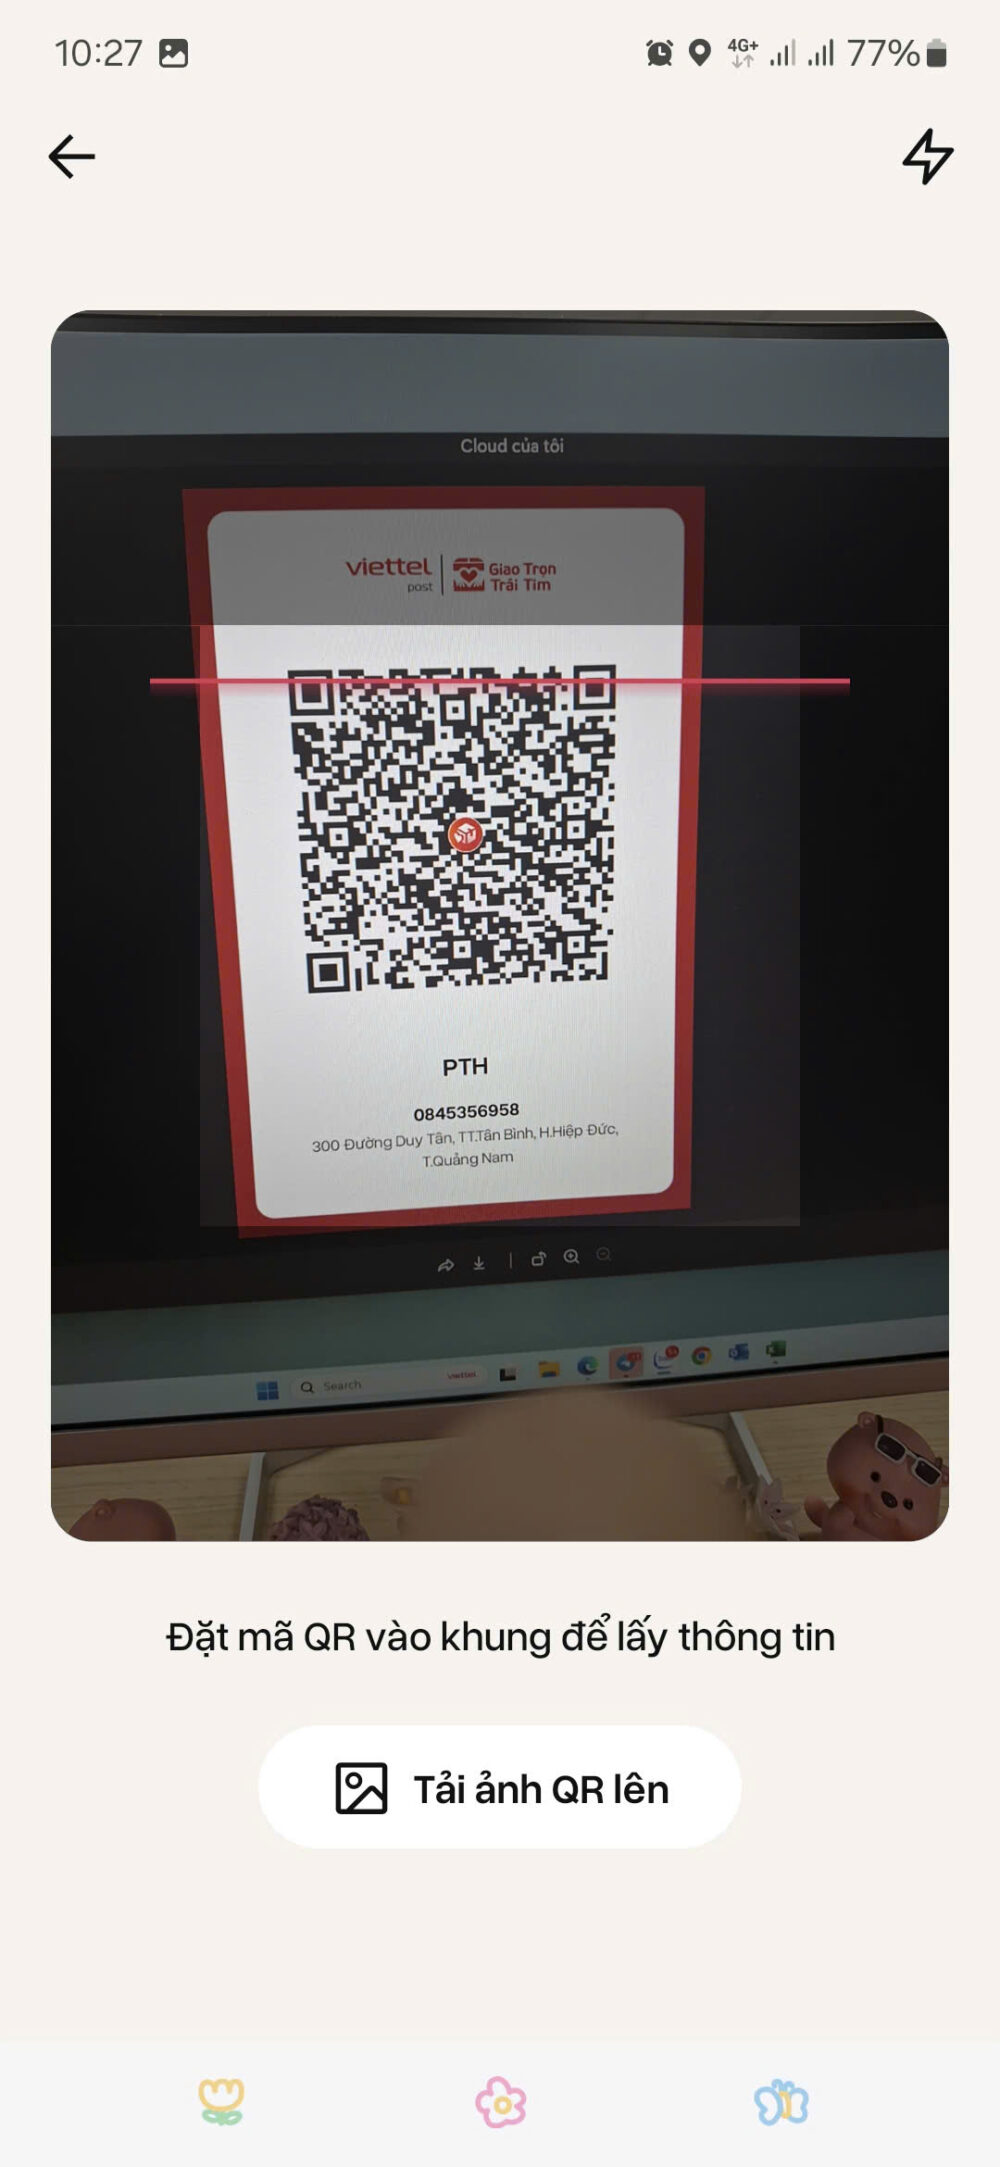 10:27
4G+
77%
Cloud của tôi
viettel
post
Giao Trọn
Trái Tim
PTH
0845356958
300 Đường Duy Tân, TT.Tân Bình, H.Hiệp Đức,
T.Quảng Nam
Search
viettel
Đặt mã QR vào khung để lấy thông tin
Tải ảnh QR lên